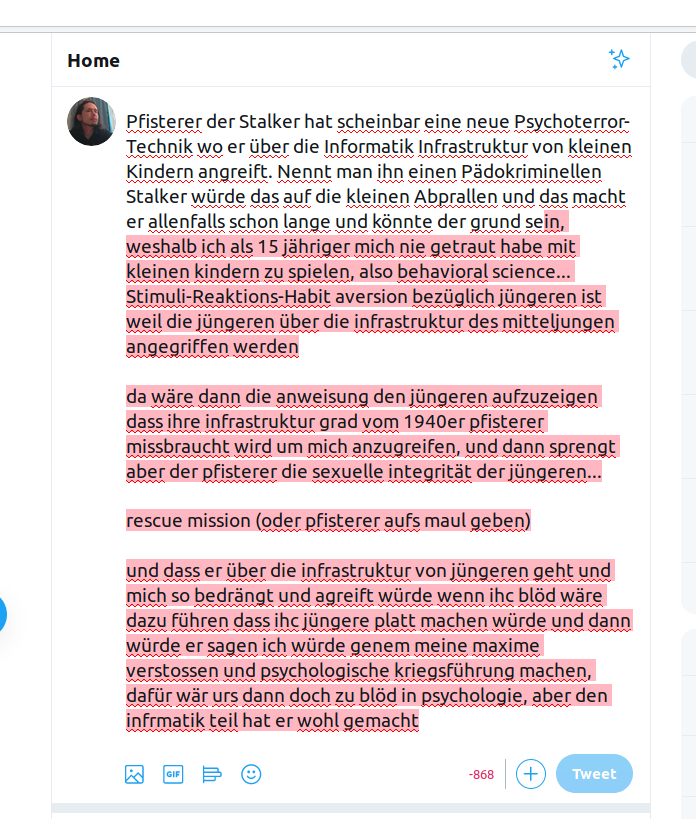 Home
Pfisterer der Stalker hat scheinbar eine neue Psychoterror-
Technik wo er über die Informatik Infrastruktur von kleinen
Kindern angreift. Nennt man ihn einen Pädokriminellen
Stalker würde das auf die kleinen Abprallen und das macht
er allenfalls schon lange und könnte der grund sein,
weshalb ich als 15 jähriger mich nie getraut habe mit
kleinen kindern zu spielen, also behavioral science...
Stimuli-Reaktions-Habit aversion bezüglich jüngeren ist
weil die jüngeren über die infrastruktur des mitteljungen
angegriffen werden
da wäre dann die anweisung den jüngeren aufzuzeigen
dass ihre infrastruktur grad vom 1940er pfisterer
missbraucht wird um mich anzugreifen, und dann sprengt
aber der pfisterer die sexuelle integrität der jüngeren...
rescue mission (oder pfisterer aufs maul geben)
und dass er über die infrastruktur von jüngeren geht und
mich so bedrängt und agreift würde wenn ihc blöd wäre
dazu führen dass ihc jüngere platt machen würde und dann
würde er sagen ich würde genem meine maxime
verstossen und psychologische kriegsführung machen,
dafür wär urs dann doch zu blöd in psychologie, aber den
infrmatik teil hat er wohl gemacht
GIF
-868
Tweet